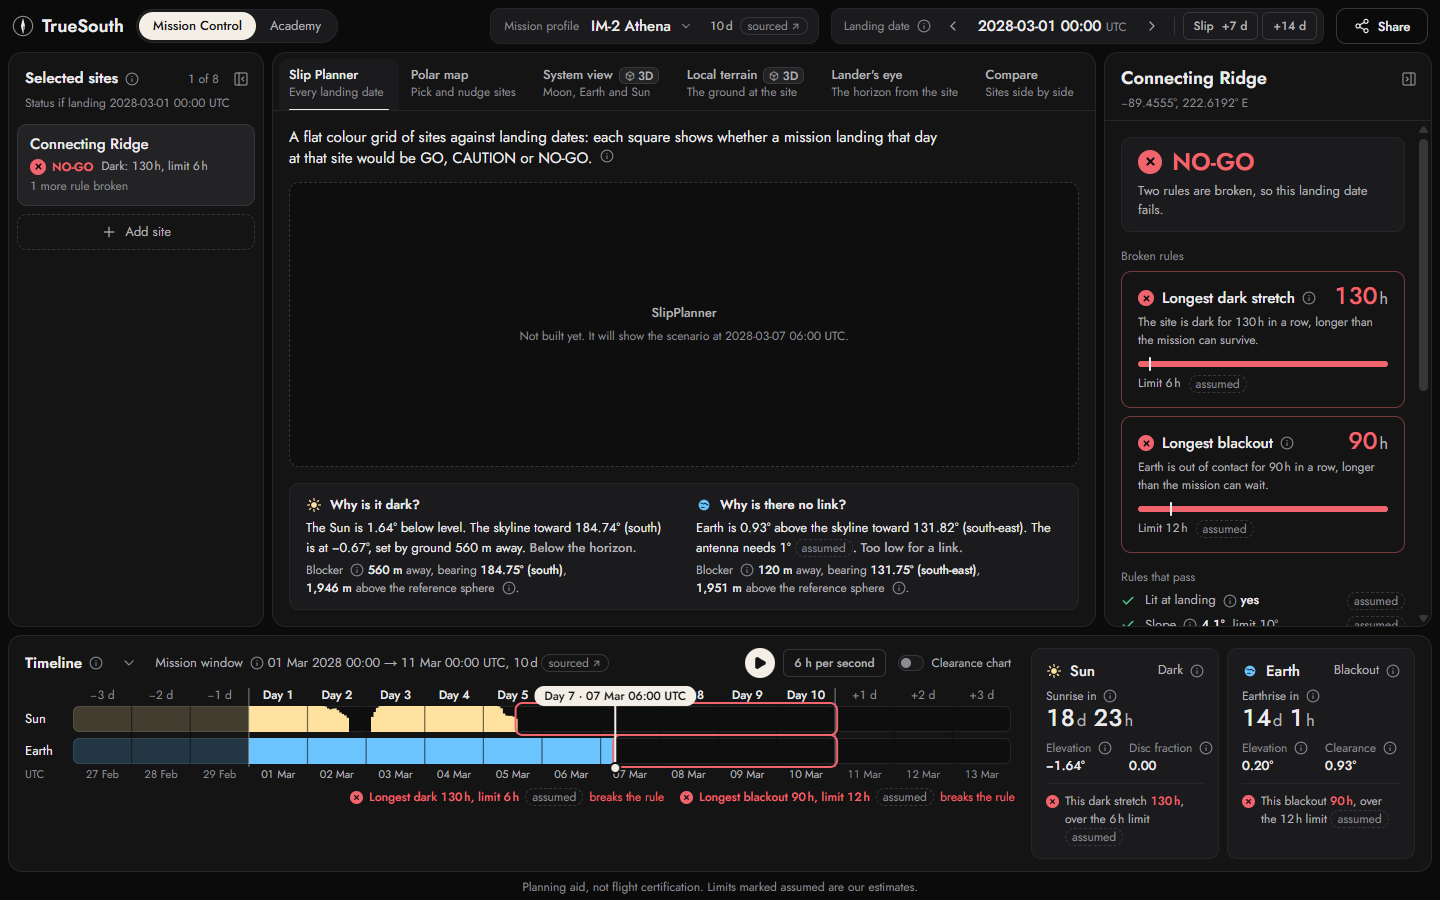 TrueSouth
Mission Control
Academy
Mission profile IM-2 Athena 10 d sourced ↗
Landing date 2028-03-01 00:00 UTC
Slip +7 d +14 d
Share
Selected sites 1 of 8
Status if landing 2028-03-01 00:00 UTC
Connecting Ridge
NO-GO Dark: 130 h, limit 6 h
1 more rule broken
+ Add site
Slip Planner
Every landing date
Polar map
Pick and nudge sites
System view 3D
Moon, Earth and Sun
Local terrain 3D
The ground at the site
Lander's eye
The horizon from the site
Compare
Sites side by side
A flat colour grid of sites against landing dates: each square shows whether a mission landing that day
at that site would be GO, CAUTION or NO-GO.
SlipPlanner
Not built yet. It will show the scenario at 2028-03-07 06:00 UTC.
Why is it dark?
The Sun is 1.64° below level. The skyline toward 184.74° (south)
is at −0.67°, set by ground 560 m away. Below the horizon.
Blocker 560 m away, bearing 184.75° (south),
1,946 m above the reference sphere .
Why is there no link?
Earth is 0.93° above the skyline toward 131.82° (south-east). The
antenna needs 1° assumed . Too low for a link.
Blocker 120 m away, bearing 131.75° (south-east),
1,951 m above the reference sphere .
Connecting Ridge
−89.4555°, 222.6192° E
NO-GO
Two rules are broken, so this landing date
fails.
Broken rules
Longest dark stretch 130 h
The site is dark for 130 h in a row, longer than
the mission can survive.
Limit 6 h assumed
Longest blackout 90 h
Earth is out of contact for 90 h in a row, longer
than the mission can wait.
Limit 12 h assumed
Rules that pass
Lit at landing yes assumed
Slope 4.1° limit 10° assumed
Timeline
Mission window 01 Mar 2028 00:00 → 11 Mar 00:00 UTC, 10 d sourced ↗
6 h per second
Clearance chart
−3 d −2 d −1 d Day 1 Day 2 Day 3 Day 4 Day 5 Day 7 · 07 Mar 06:00 UTC 8 Day 9 Day 10 +1 d +2 d +3 d
Sun
Earth
UTC 27 Feb 28 Feb 29 Feb 01 Mar 02 Mar 03 Mar 04 Mar 05 Mar 06 Mar 07 Mar 08 Mar 09 Mar 10 Mar 11 Mar 12 Mar 13 Mar
Longest dark 130 h, limit 6 h assumed breaks the rule
Longest blackout 90 h, limit 12 h assumed breaks the rule
Sun Dark
Sunrise in
18 d 23 h
Elevation Disc fraction
−1.64° 0.00
This dark stretch 130 h,
over the 6 h limit
assumed
Earth Blackout
Earthrise in
14 d 1 h
Elevation Clearance
0.20° 0.93°
This blackout 90 h, over
the 12 h limit assumed
Planning aid, not flight certification. Limits marked assumed are our estimates.